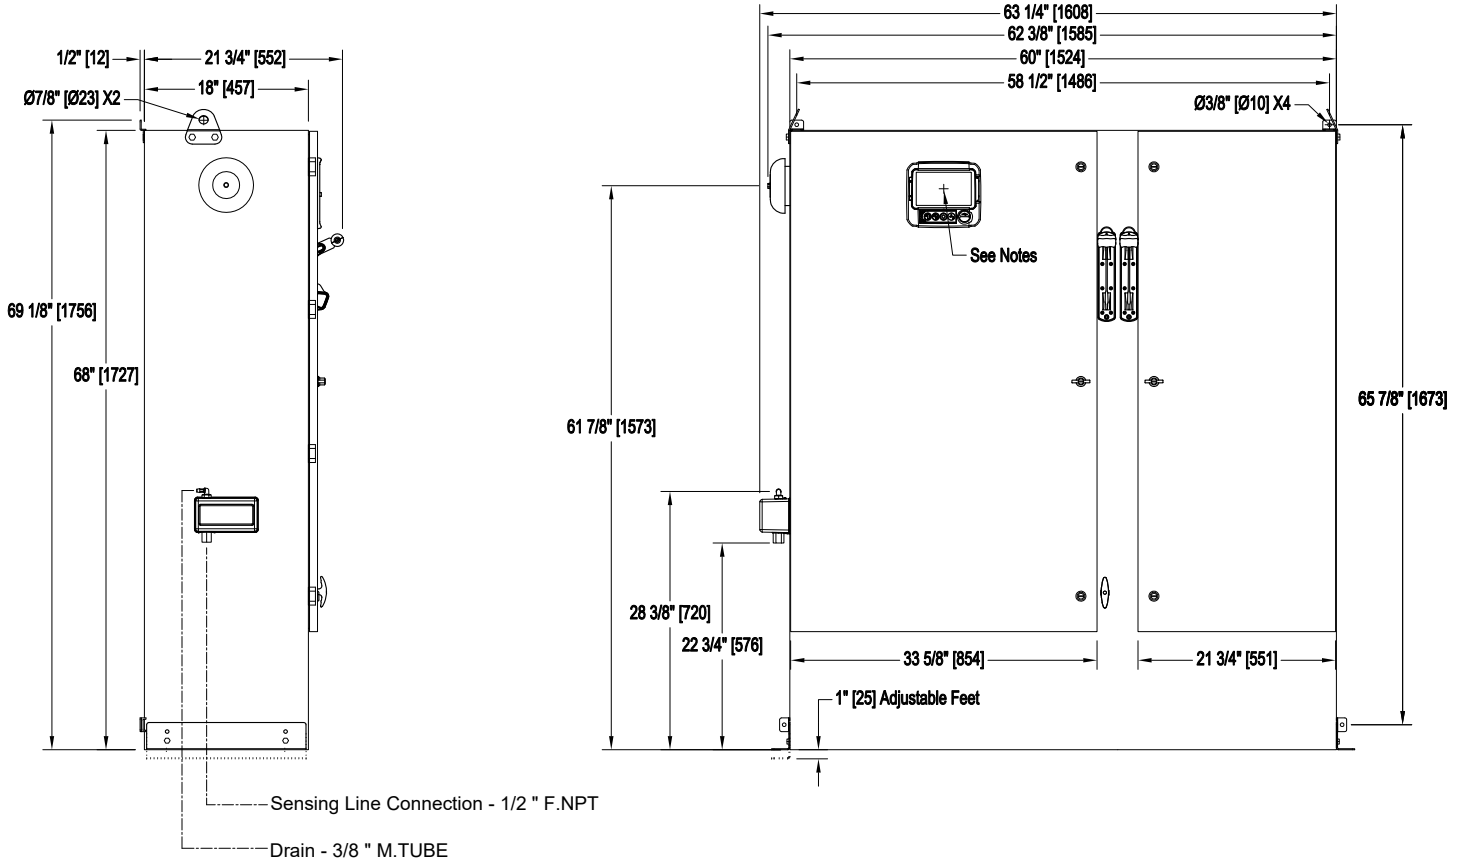 63 1/4" [1608]
62 3/8" [1585]
1/2" [12]
21 3/4" [552]
60" [1524]
18" [457]
58 1/2" [1486]
Ø7/8" [Ø23] X2
Ø3/8" [Ø10] X4
See Notes
69 1/8" [1756]
68" [1727]
65 7/8" [1673]
61 7/8" [1573]
28 3/8" [720]
22 3/4" [576]
33 5/8" [854]
21 3/4" [551]
1" [25] Adjustable Feet
Sensing Line Connection - 1/2 " F.NPT
Drain - 3/8 " M.TUBE